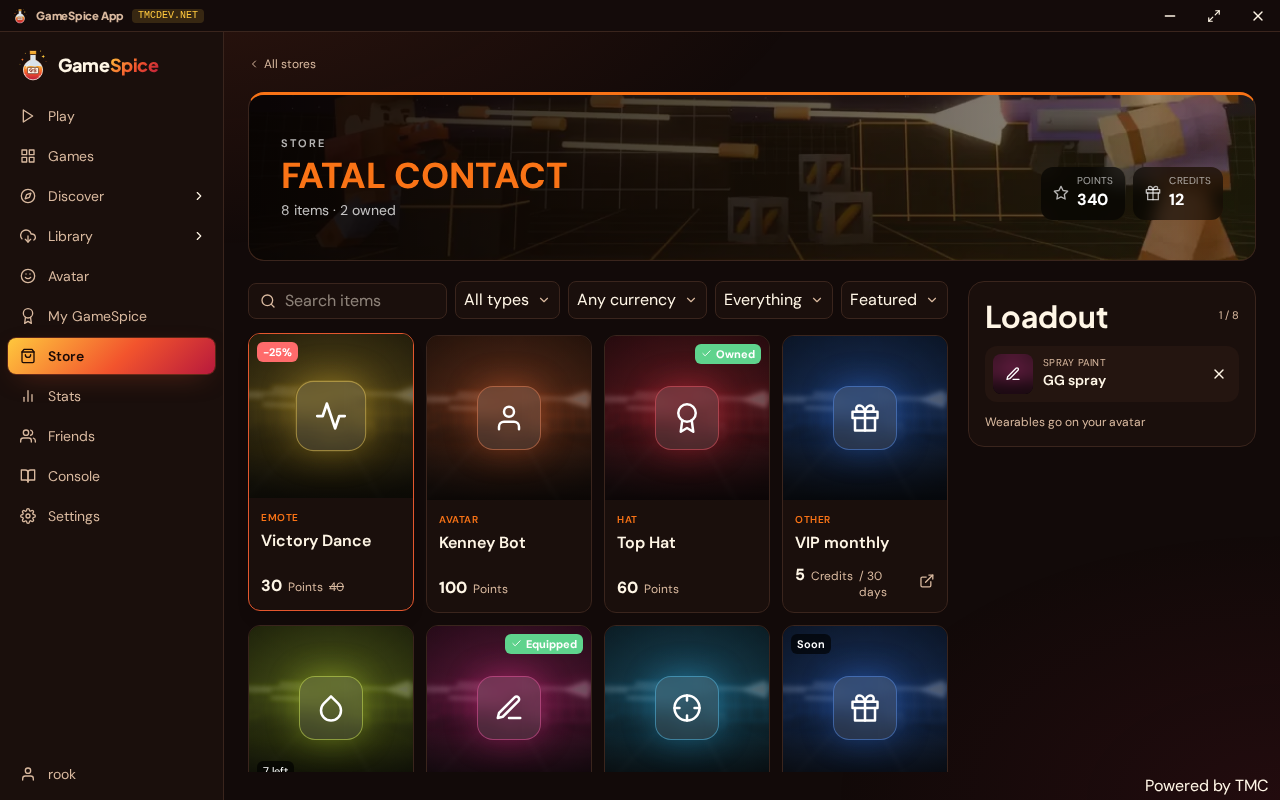 GameSpice App TMCDEV.NET
GameSpice
Play
Games
Discover
Library
Avatar
My GameSpice
Store
Stats
Friends
Console
Settings
rook
All stores
STORE
FATAL CONTACT
8 items · 2 owned
POINTS
340
CREDITS
12
Search items
All types
Any currency
Everything
Featured
-25%
EMOTE
Victory Dance
30 Points 40
AVATAR
Kenney Bot
100 Points
Owned
HAT
Top Hat
60 Points
OTHER
VIP monthly
5 Credits / 30
days
7 left
Equipped
Soon
Loadout
1 / 8
SPRAY PAINT
GG spray
Wearables go on your avatar
Powered by TMC